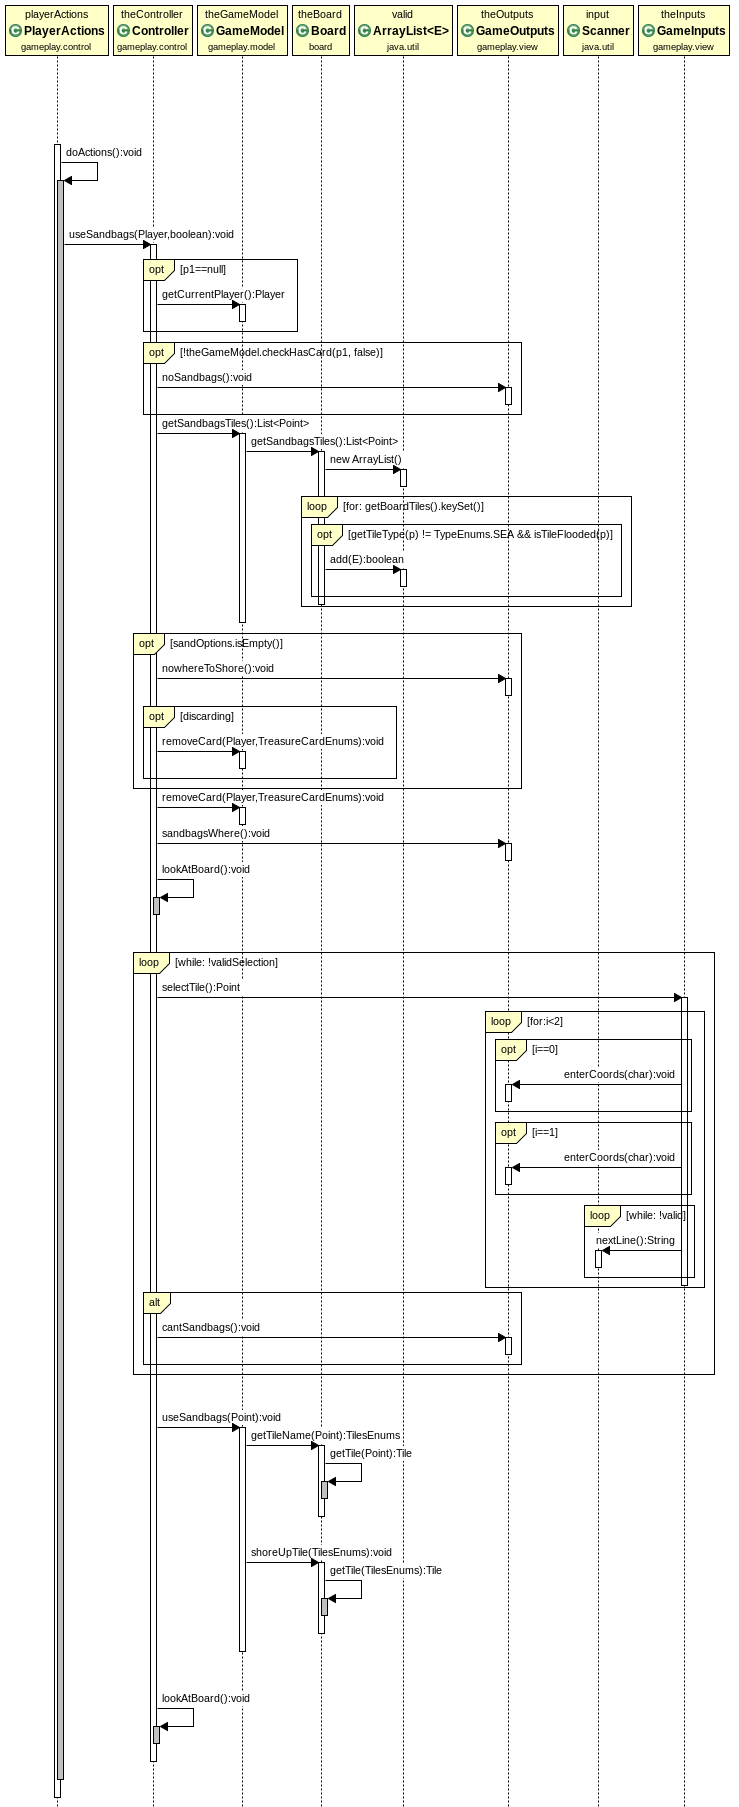 playerActions theController theGameModel theBoard valid theOutputs input theInputs
C PlayerActions C Controller C GameModel C Board C ArrayList<E> C GameOutputs C Scanner C GameInputs
gameplay.control gameplay.control gameplay.model board java.util gameplay.view java.util gameplay.view
doActions():void
useSandbags(Player,boolean):void
opt [p1==null]
getCurrentPlayer():Player
opt [!theGameModel.checkHasCard(p1, false)]
noSandbags():void
getSandbagsTiles():List<Point>
getSandbagsTiles():List<Point>
new ArrayList()
loop [for: getBoardTiles().keySet()]
opt [getTileType(p) != TypeEnums.SEA && isTileFlooded(p)]
add(E):boolean
opt [sandOptions.isEmpty()]
nowhereToShore():void
opt [discarding]
removeCard(Player,TreasureCardEnums):void
removeCard(Player,TreasureCardEnums):void
sandbagsWhere():void
lookAtBoard():void
loop [while: !validSelection]
selectTile():Point
loop [for:i<2]
opt [i==0]
enterCoords(char):void
opt [i==1]
enterCoords(char):void
loop [while: !valid]
nextLine():String
alt
cantSandbags():void
useSandbags(Point):void
getTileName(Point):TilesEnums
getTile(Point):Tile
shoreUpTile(TilesEnums):void
getTile(TilesEnums):Tile
lookAtBoard():void